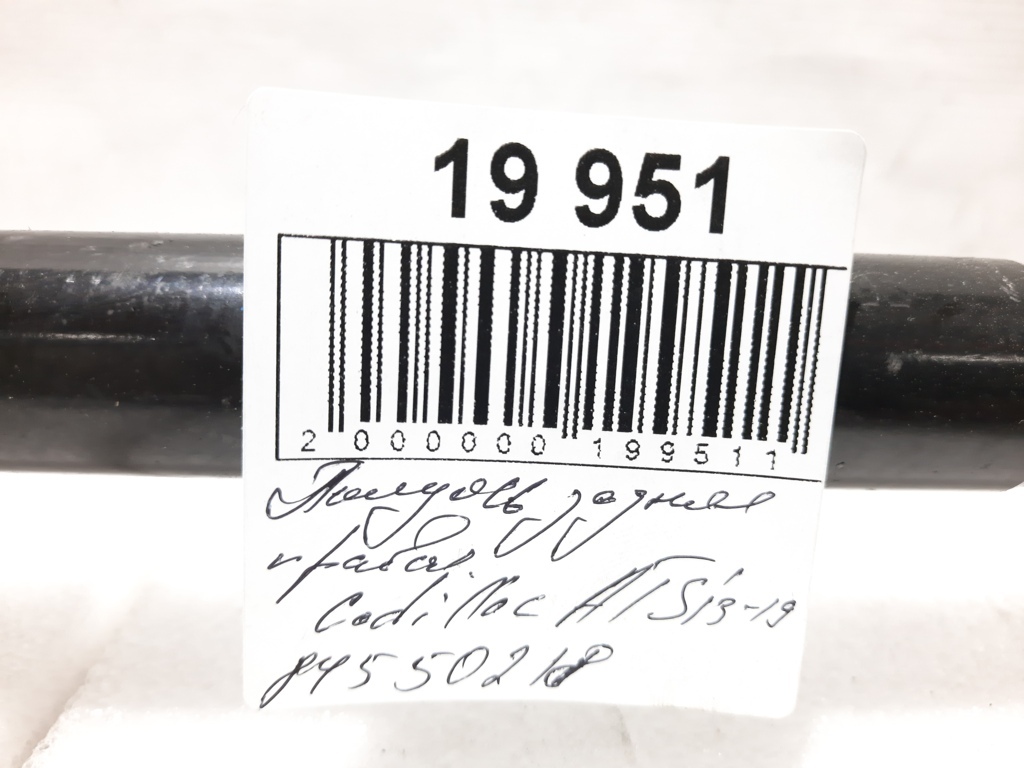 19 951
2 000000 199511
Полуось задняя
правая
Cadillac ATS 13-19
84550218